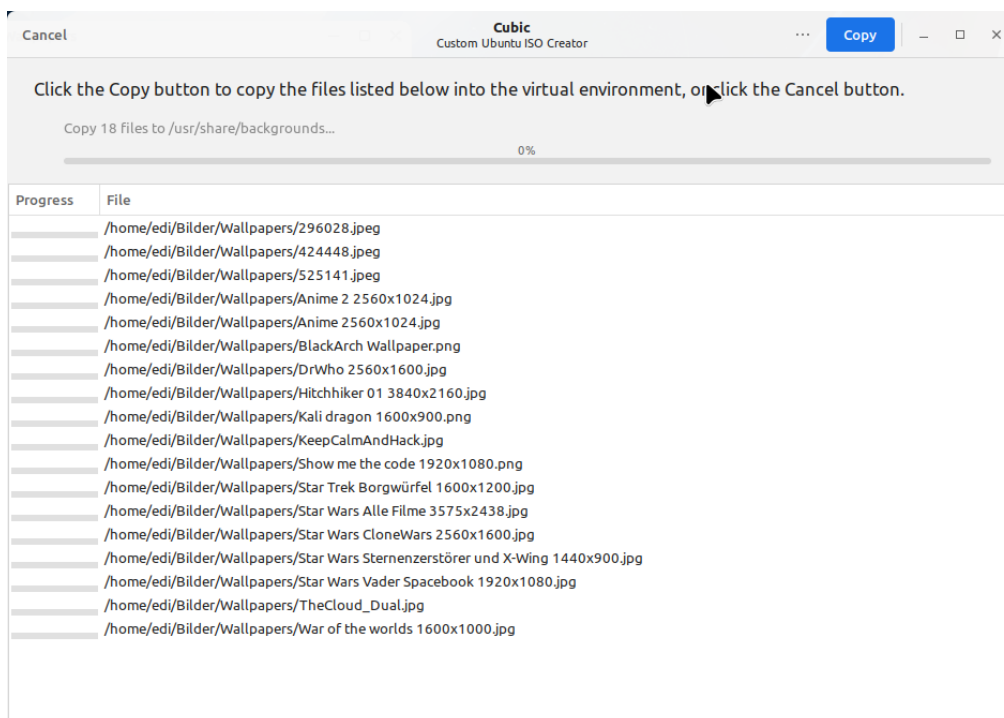 Cancel
Cubic
Custom Ubuntu ISO Creator
Copy
Click the Copy button to copy the files listed below into the virtual environment, or click the Cancel button.
Copy 18 files to /usr/share/backgrounds...
0%
Progress File
/home/edi/Bilder/Wallpapers/296028.jpeg
/home/edi/Bilder/Wallpapers/424448.jpeg
/home/edi/Bilder/Wallpapers/525141.jpeg
/home/edi/Bilder/Wallpapers/Anime 2 2560x1024.jpg
/home/edi/Bilder/Wallpapers/Anime 2560x1024.jpg
/home/edi/Bilder/Wallpapers/BlackArch Wallpaper.png
/home/edi/Bilder/Wallpapers/DrWho 2560x1600.jpg
/home/edi/Bilder/Wallpapers/Hitchhiker 01 3840x2160.jpg
/home/edi/Bilder/Wallpapers/Kali dragon 1600x900.png
/home/edi/Bilder/Wallpapers/KeepCalmAndHack.jpg
/home/edi/Bilder/Wallpapers/Show me the code 1920x1080.png
/home/edi/Bilder/Wallpapers/Star Trek Borgwürfel 1600x1200.jpg
/home/edi/Bilder/Wallpapers/Star Wars Alle Filme 3575x2438.jpg
/home/edi/Bilder/Wallpapers/Star Wars CloneWars 2560x1600.jpg
/home/edi/Bilder/Wallpapers/Star Wars Sternenzerstörer und X-Wing 1440x900.jpg
/home/edi/Bilder/Wallpapers/Star Wars Vader Spacebook 1920x1080.jpg
/home/edi/Bilder/Wallpapers/TheCloud_Dual.jpg
/home/edi/Bilder/Wallpapers/War of the worlds 1600x1000.jpg